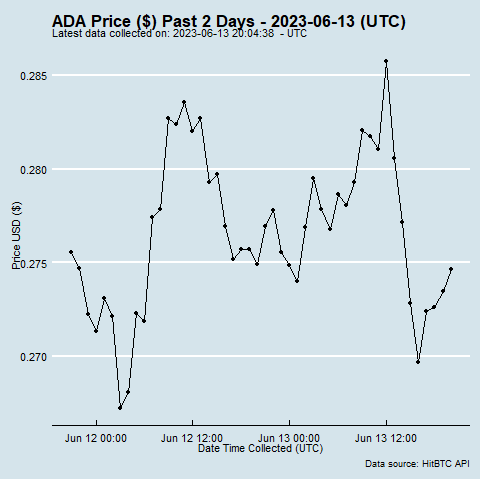 ADA Price ($) Past 2 Days - 2023-06-13 (UTC)
Latest data collected on: 2023-06-13 20:04:38 - UTC
0.285
0.280
0.275
0.270
Price USD ($)
Jun 12 00:00 Jun 12 12:00 Jun 13 00:00 Jun 13 12:00
Date Time Collected (UTC)
Data source: HitBTC API